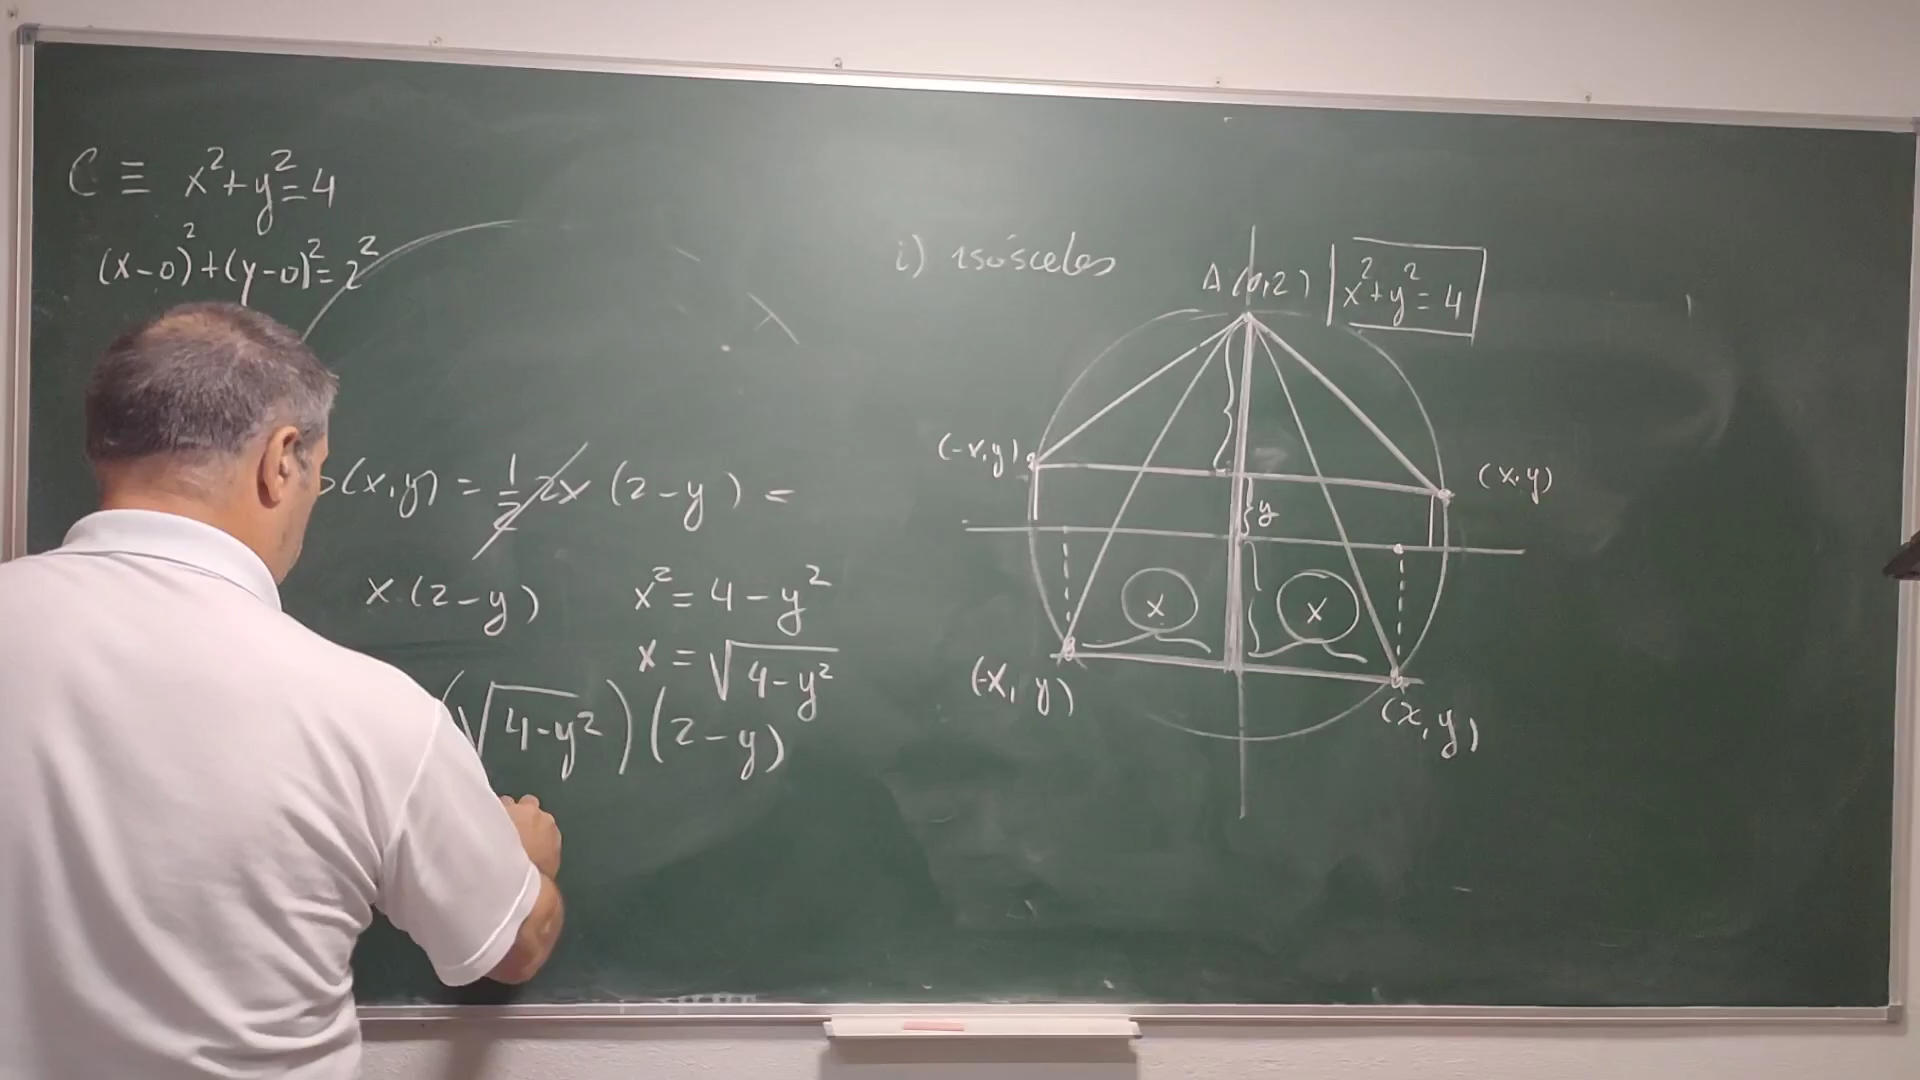 C ≡ x²+y²=4
(x-0)²+(y-0)²=2²
(x,y) = 1/2 2x (2-y) =
x·(2-y)
x² = 4-y²
x = √4-y²
(√4-y²)(2-y)
i) isósceles
A(0,2)
x²+y²=4
(-x,y)
(x,y)
y
x
x
(-x, y)
(x,y)